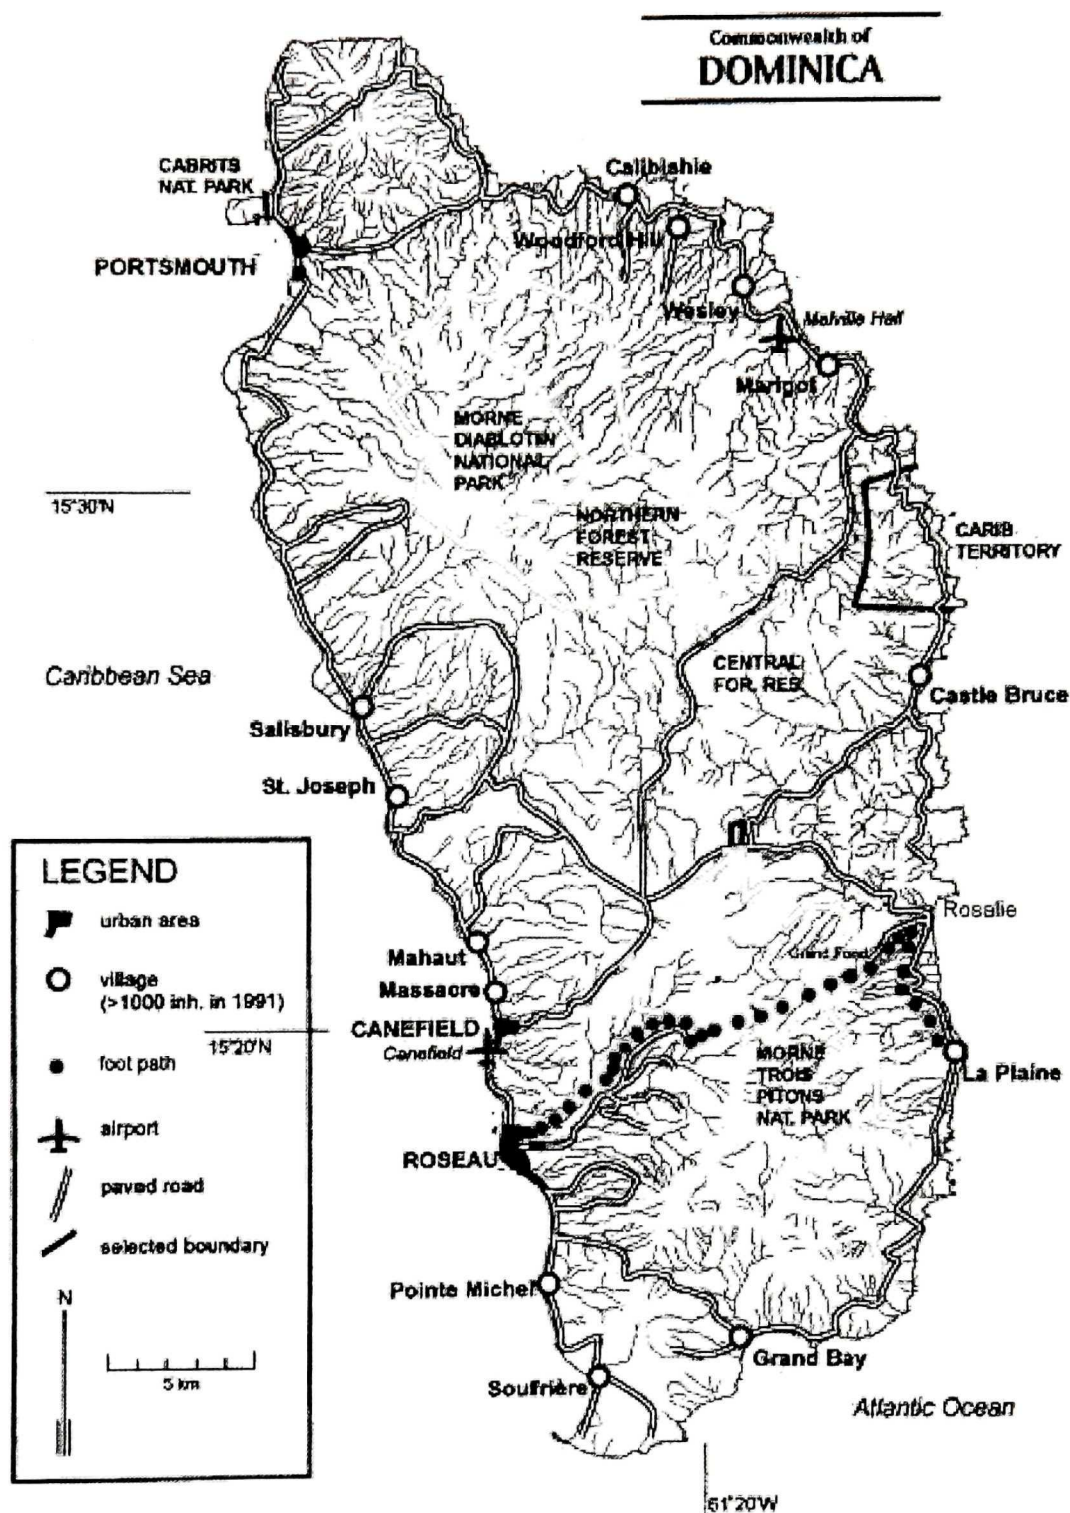 Commonwealth of
DOMINICA
CABRITS
NAT. PARK
Calibishie
Woodford Hill
PORTSMOUTH
Wesley
Melville Hall
Marigot
MORNE
DIABLOTIN
NATIONAL
PARK
15°30'N
NORTHERN
FOREST
RESERVE
CARIB
TERRITORY
Caribbean Sea
CENTRAL
FOR. RES.
Castle Bruce
Salisbury
St. Joseph
LEGEND
urban area
village
(>1000 inh. in 1991)
foot path
airport
paved road
selected boundary
N
5 km
Rosalie
Grand Fond
Mahaut
Massacre
CANEFIELD
Canefield
15°20'N
MORNE
TROIS
PITONS
NAT. PARK
La Plaine
ROSEAU
Pointe Michel
Grand Bay
Soufrière
Atlantic Ocean
61°20'W